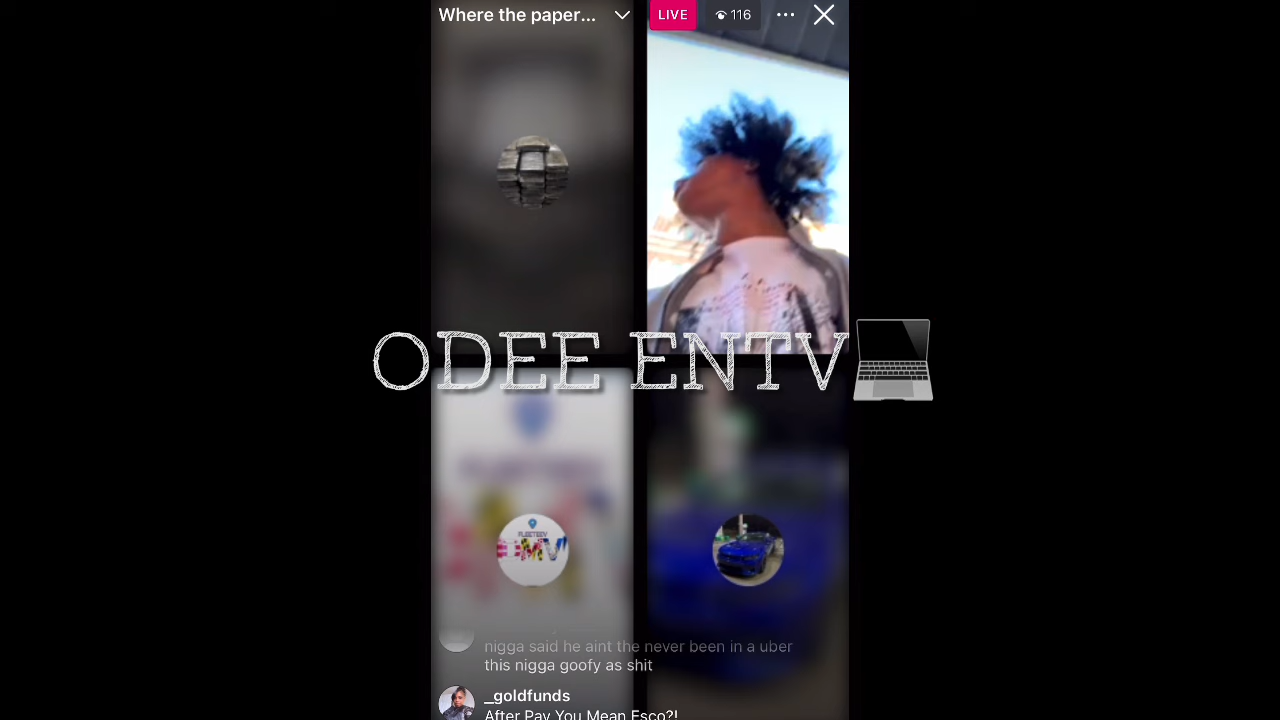 Where the paper...
LIVE
116
ODEE ENTV
nigga said he aint the never been in a uber
this nigga goofy as shit
_goldfunds
After Pay You Mean Esco?!